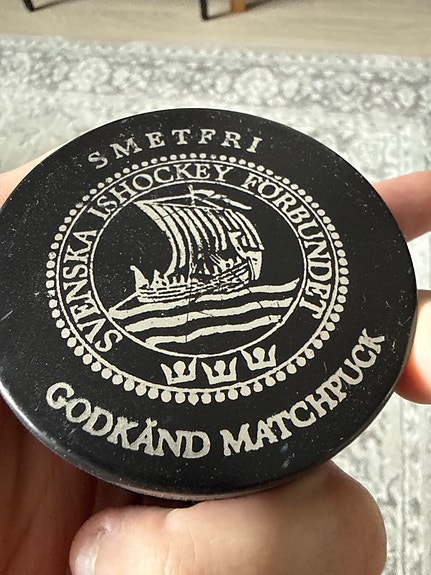 SMETFRI
SVENSKA ISHOCKEY FÖRBUNDET
GODKÄND MATCHPUCK